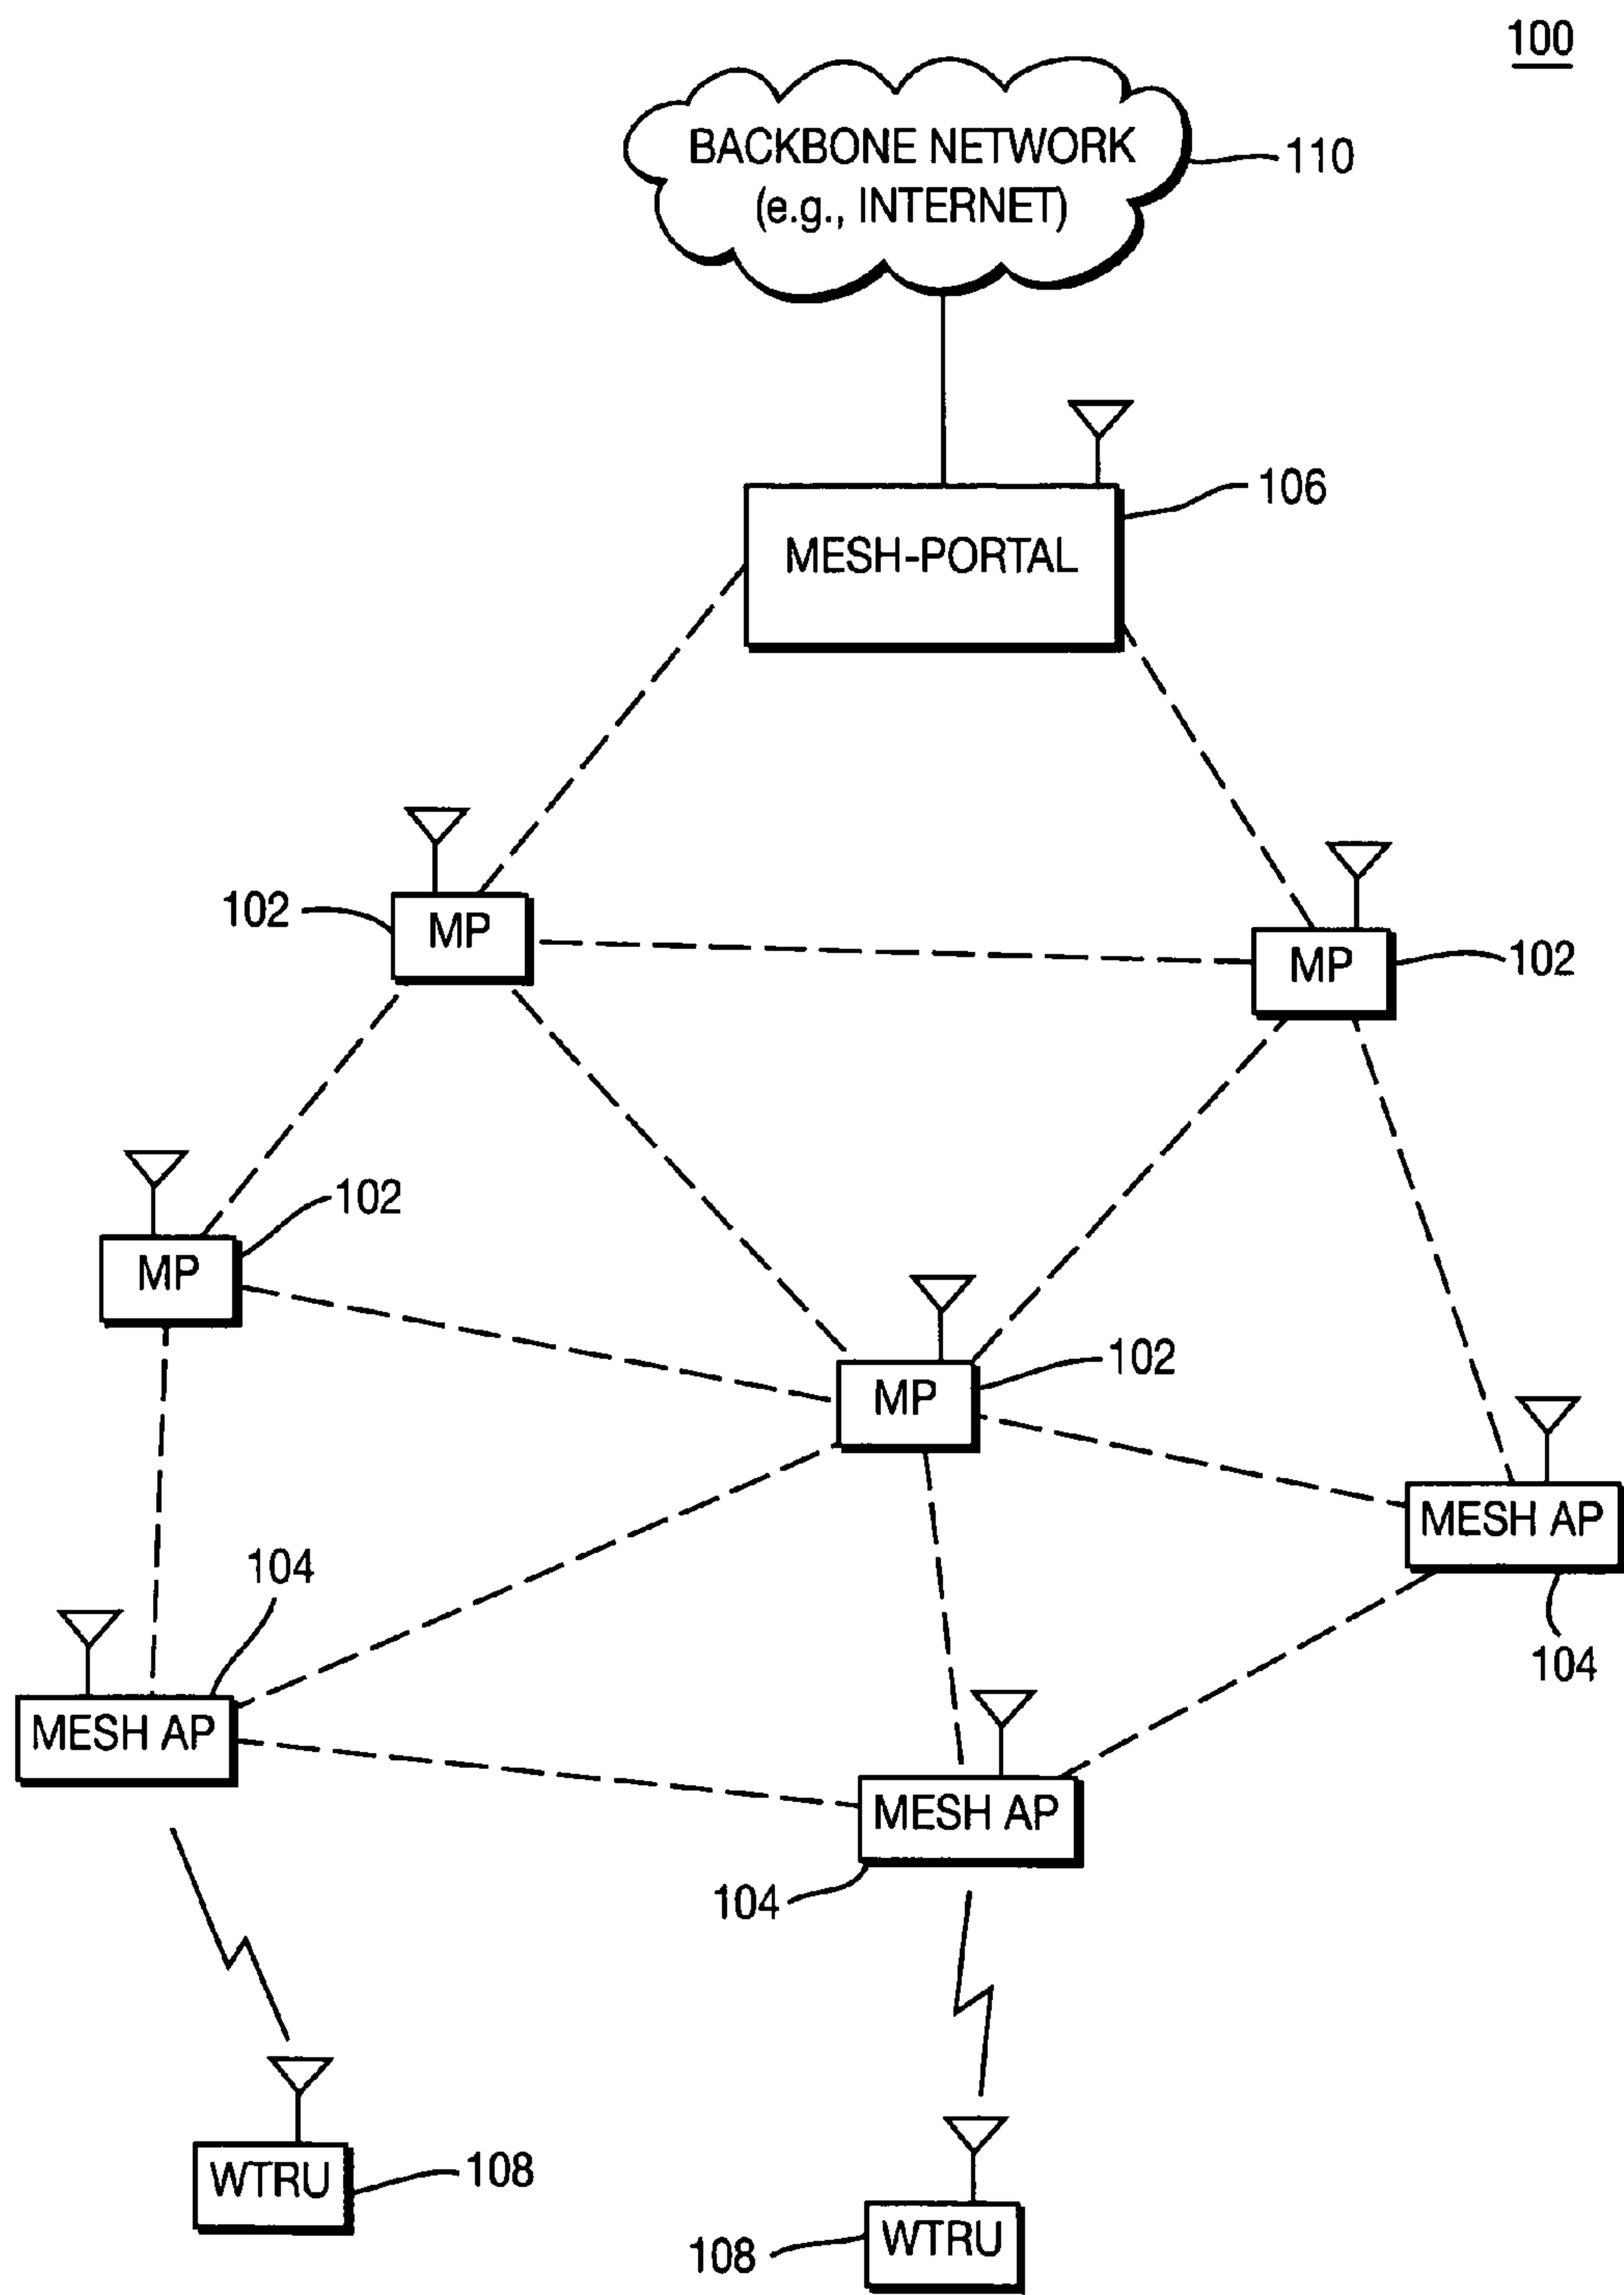 100
BACKBONE NETWORK
(e.g., INTERNET)
110
106
MESH-PORTAL
102
MP
MP
102
102
MP
102
MP
MESH AP
104
104
MESH AP
MESH AP
104
WTRU
108
WTRU
108